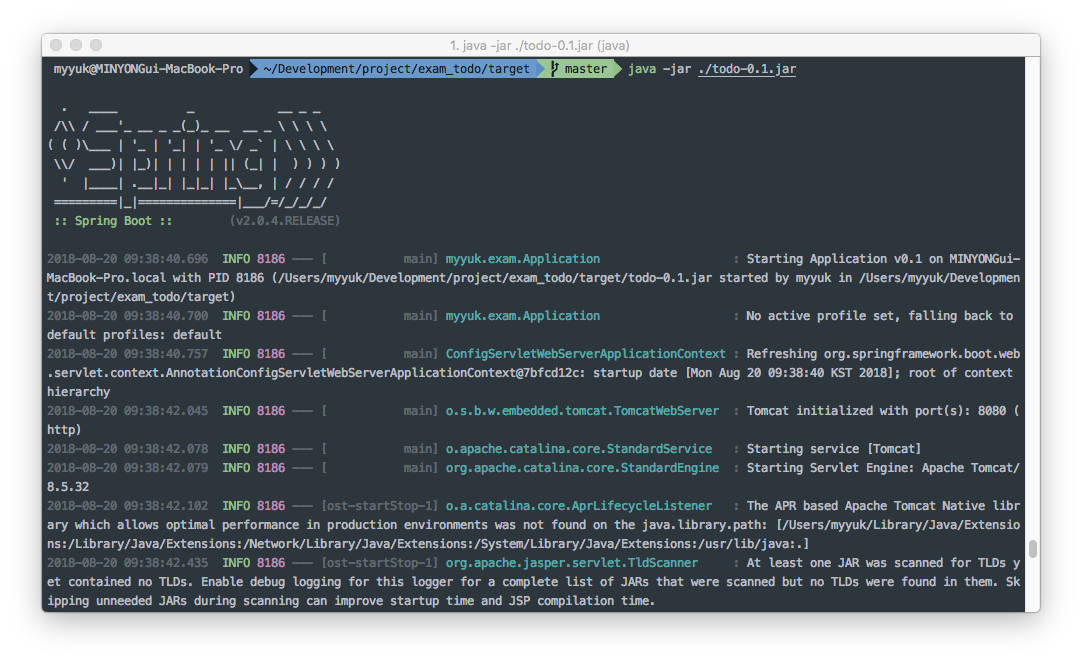 1. java -jar ./todo-0.1.jar (java)
myyuk@MINYONGui-MacBook-Pro ~/Development/project/exam_todo/target master java -jar ./todo-0.1.jar
  .   ____          _            __ _ _
 /\\ / ___'_ __ _ _(_)_ __  __ _ \ \ \ \
( ( )\___ | '_ | '_| | '_ \/ _` | \ \ \ \
 \\/  ___)| |_)| | | | | || (_| |  ) ) ) )
  '  |____| .__|_| |_|_| |_\__, | / / / /
 =========|_|==============|___/=/_/_/_/
 :: Spring Boot ::        (v2.0.4.RELEASE)
2018-08-20 09:38:40.696  INFO 8186 --- [           main] myyuk.exam.Application                   : Starting Application v0.1 on MINYONGui-
MacBook-Pro.local with PID 8186 (/Users/myyuk/Development/project/exam_todo/target/todo-0.1.jar started by myyuk in /Users/myyuk/Developmen
t/project/exam_todo/target)
2018-08-20 09:38:40.700  INFO 8186 --- [           main] myyuk.exam.Application                   : No active profile set, falling back to
default profiles: default
2018-08-20 09:38:40.757  INFO 8186 --- [           main] ConfigServletWebServerApplicationContext : Refreshing org.springframework.boot.web
.servlet.context.AnnotationConfigServletWebServerApplicationContext@7bfcd12c: startup date [Mon Aug 20 09:38:40 KST 2018]; root of context
hierarchy
2018-08-20 09:38:42.045  INFO 8186 --- [           main] o.s.b.w.embedded.tomcat.TomcatWebServer  : Tomcat initialized with port(s): 8080 (
http)
2018-08-20 09:38:42.078  INFO 8186 --- [           main] o.apache.catalina.core.StandardService   : Starting service [Tomcat]
2018-08-20 09:38:42.079  INFO 8186 --- [           main] org.apache.catalina.core.StandardEngine  : Starting Servlet Engine: Apache Tomcat/
8.5.32
2018-08-20 09:38:42.102  INFO 8186 --- [ost-startStop-1] o.a.catalina.core.AprLifecycleListener   : The APR based Apache Tomcat Native libr
ary which allows optimal performance in production environments was not found on the java.library.path: [/Users/myyuk/Library/Java/Extensio
ns:/Library/Java/Extensions:/Network/Library/Java/Extensions:/System/Library/Java/Extensions:/usr/lib/java:.]
2018-08-20 09:38:42.435  INFO 8186 --- [ost-startStop-1] org.apache.jasper.servlet.TldScanner     : At least one JAR was scanned for TLDs y
et contained no TLDs. Enable debug logging for this logger for a complete list of JARs that were scanned but no TLDs were found in them. Sk
ipping unneeded JARs during scanning can improve startup time and JSP compilation time.